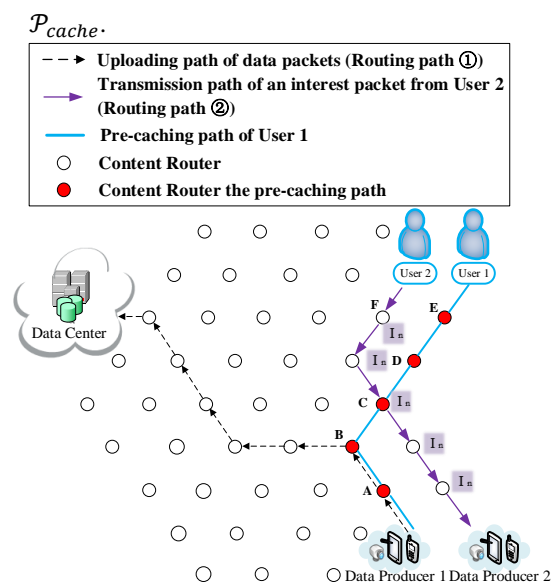 𝒫cache.
Uploading path of data packets (Routing path ①)
Transmission path of an interest packet from User 2
(Routing path ②)
Pre-caching path of User 1
Content Router
Content Router the pre-caching path
User 2
User 1
F
E
In
Data Center
In
D
C
In
B
In
In
A
Data Producer 1
Data Producer 2